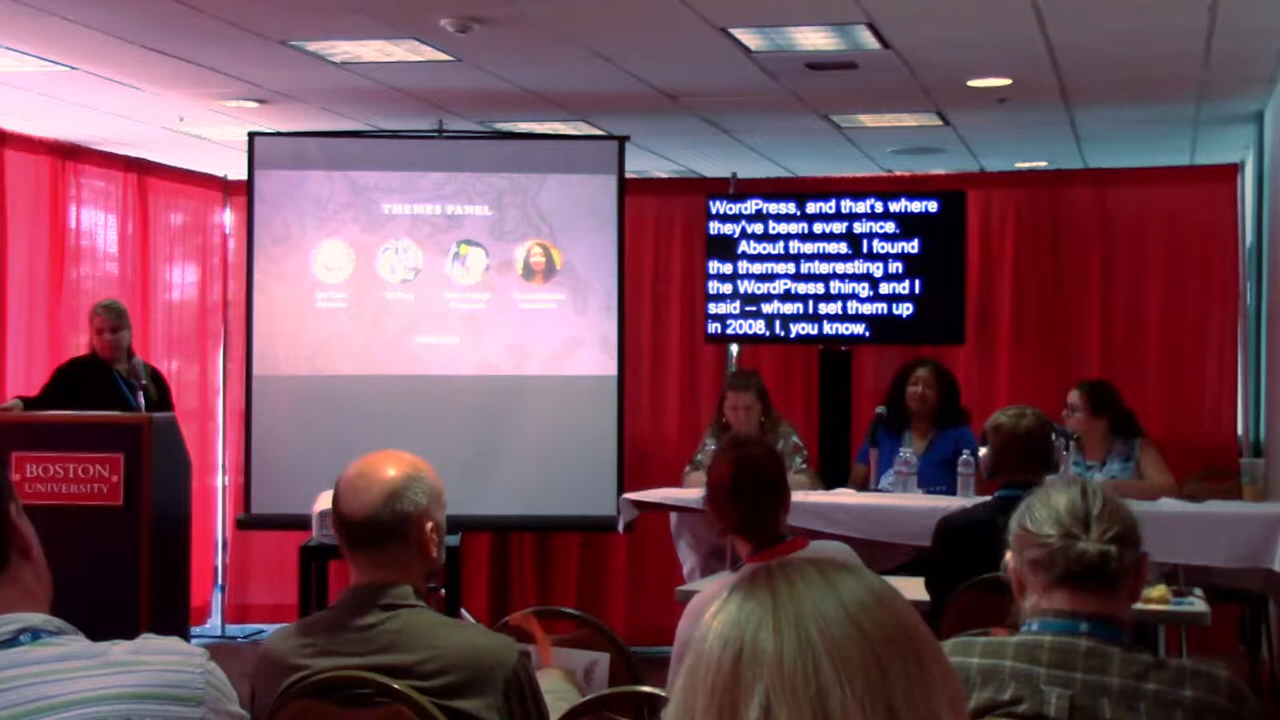 THEMES PANEL
WordPress, and that's where
they've been ever since.
About themes.  I found
the themes interesting in
the WordPress thing, and I
said -- when I set them up
in 2008, I, you know,
BOSTON
UNIVERSITY